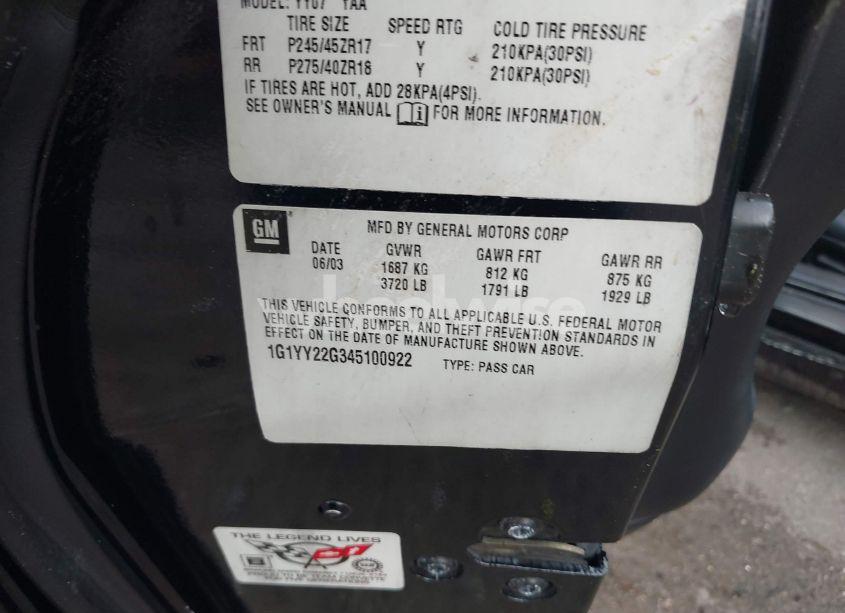 MODEL: YY07 YAA
TIRE SIZE SPEED RTG COLD TIRE PRESSURE
FRT P245/45ZR17 Y 210KPA(30PSI)
RR P275/40ZR18 Y 210KPA(30PSI)
IF TIRES ARE HOT, ADD 28KPA(4PSI).
SEE OWNER'S MANUAL i FOR MORE INFORMATION.
GM MFD BY GENERAL MOTORS CORP
DATE GVWR GAWR FRT GAWR RR
06/03 1687 KG 812 KG 875 KG
3720 LB 1791 LB 1929 LB
THIS VEHICLE CONFORMS TO ALL APPLICABLE U.S. FEDERAL MOTOR
VEHICLE SAFETY, BUMPER, AND THEFT PREVENTION STANDARDS IN
EFFECT ON THE DATE OF MANUFACTURE SHOWN ABOVE.
1G1YY22G345100922 TYPE: PASS CAR
THE LEGEND LIVES
GM